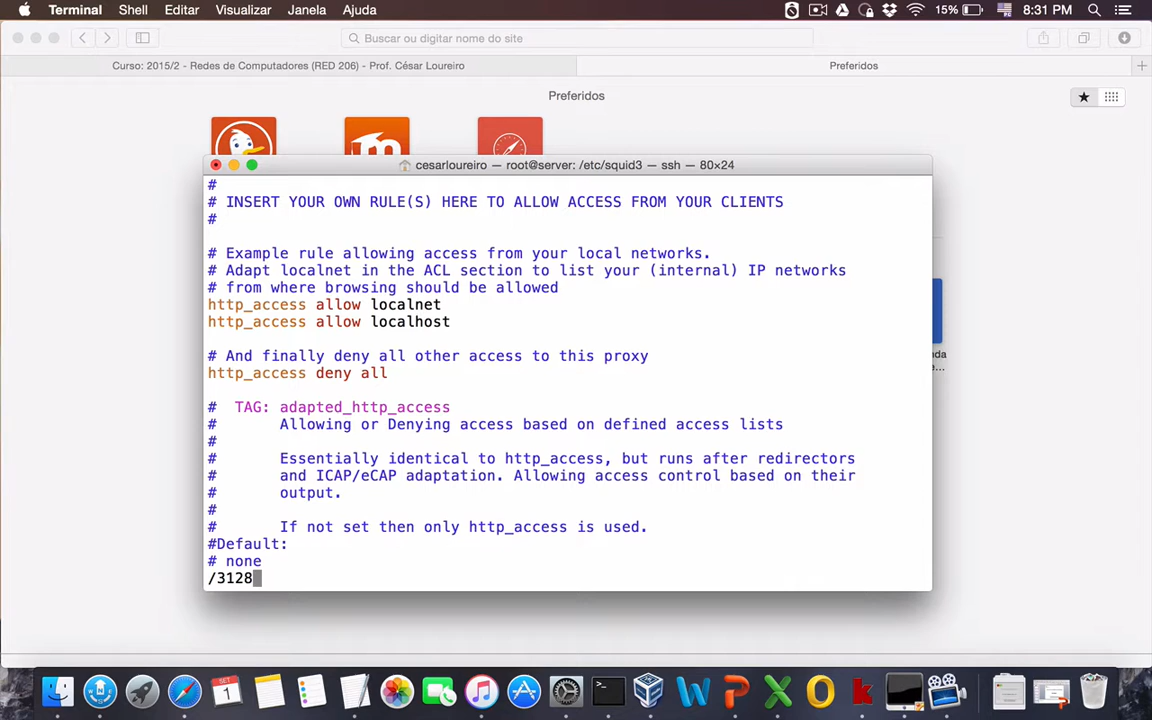 Terminal Shell Editar Visualizar Janela Ajuda 15% 8:31 PM
Buscar ou digitar nome do site
Curso: 2015/2 - Redes de Computadores (RED 206) - Prof. César Loureiro Preferidos
Preferidos
cesarloureiro — root@server: /etc/squid3 — ssh — 80×24
#
# INSERT YOUR OWN RULE(S) HERE TO ALLOW ACCESS FROM YOUR CLIENTS
#
# Example rule allowing access from your local networks.
# Adapt localnet in the ACL section to list your (internal) IP networks
# from where browsing should be allowed
http_access allow localnet
http_access allow localhost
# And finally deny all other access to this proxy
http_access deny all
#  TAG: adapted_http_access
#       Allowing or Denying access based on defined access lists
#
#       Essentially identical to http_access, but runs after redirectors
#       and ICAP/eCAP adaptation. Allowing access control based on their
#       output.
#
#       If not set then only http_access is used.
#Default:
# none
/3128
nda
e...
SET
1